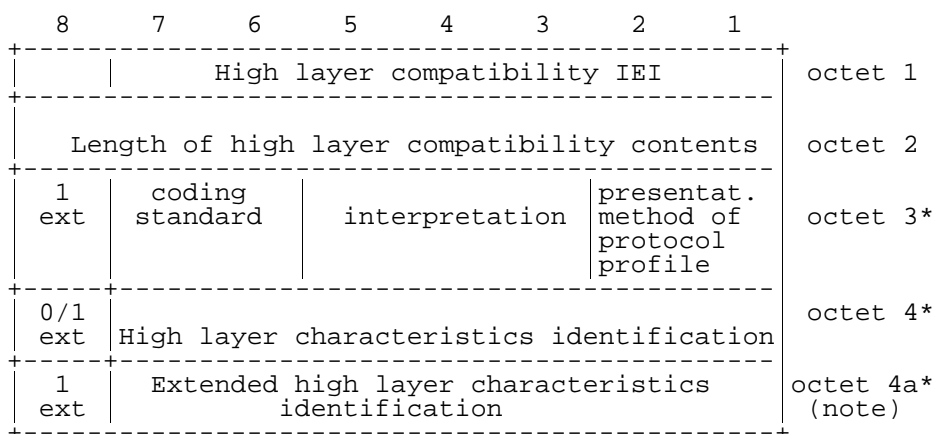 8 7 6 5 4 3 2 1
High layer compatibility IEI octet 1
Length of high layer compatibility contents octet 2
1 coding presentat.
ext standard interpretation method of octet 3*
protocol
profile
0/1 octet 4*
ext High layer characteristics identification
1 Extended high layer characteristics octet 4a*
ext identification (note)